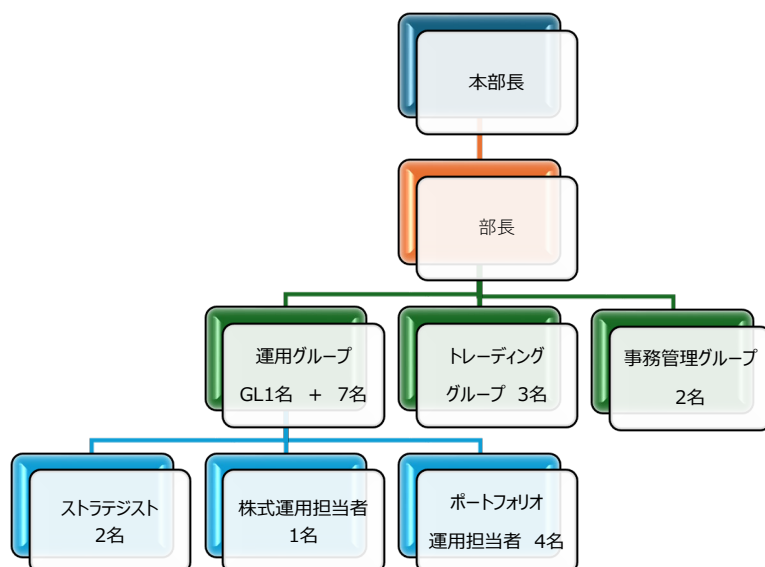 本部長
部長
運用グループ
GL1名 + 7名
トレーディング
グループ 3名
事務管理グループ
2名
ストラテジスト
2名
株式運用担当者
1名
ポートフォリオ
運用担当者 4名